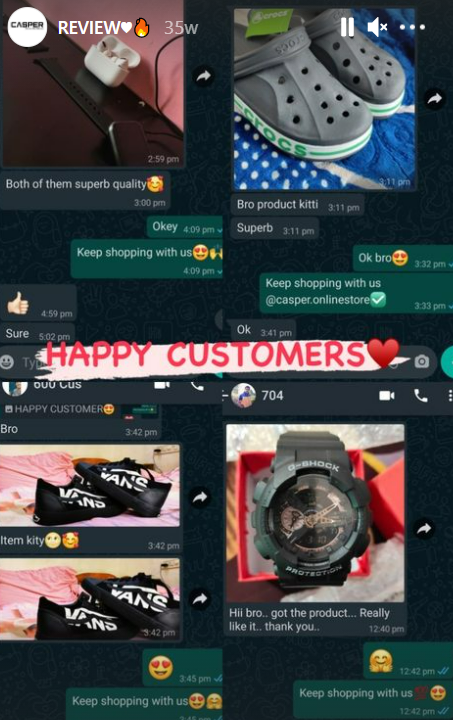 CASPER
REVIEW♥🔥 35w
2:59 pm
Both of them superb quality🥰
3:00 pm
Okey 4:09 pm
Keep shopping with us😍🙌
4:09 pm
👍🏻 4:59 pm
Sure 5:02 pm
crocs
crocs
3:11 pm
Bro product kitti 3:11 pm
Superb 3:11 pm
Ok bro😍 3:32 pm
Keep shopping with us
@casper.onlinestore✅
3:33 pm
Ok 3:41 pm
HAPPY CUSTOMERS♥️
600 Cus
HAPPY CUSTOMER😍
Bro 3:42 pm
VANS
VANS
Item kity😬🥰 3:42 pm
VANS
VANS
3:42 pm
😍 3:45 pm
Keep shopping with us😍🤗
3:45 pm
704
G-SHOCK
PROTECTION
Hii bro.. got the product... Really
like it.. thank you.. 12:40 pm
🤗 12:42 pm
Keep shopping with us💯😍
12:42 pm